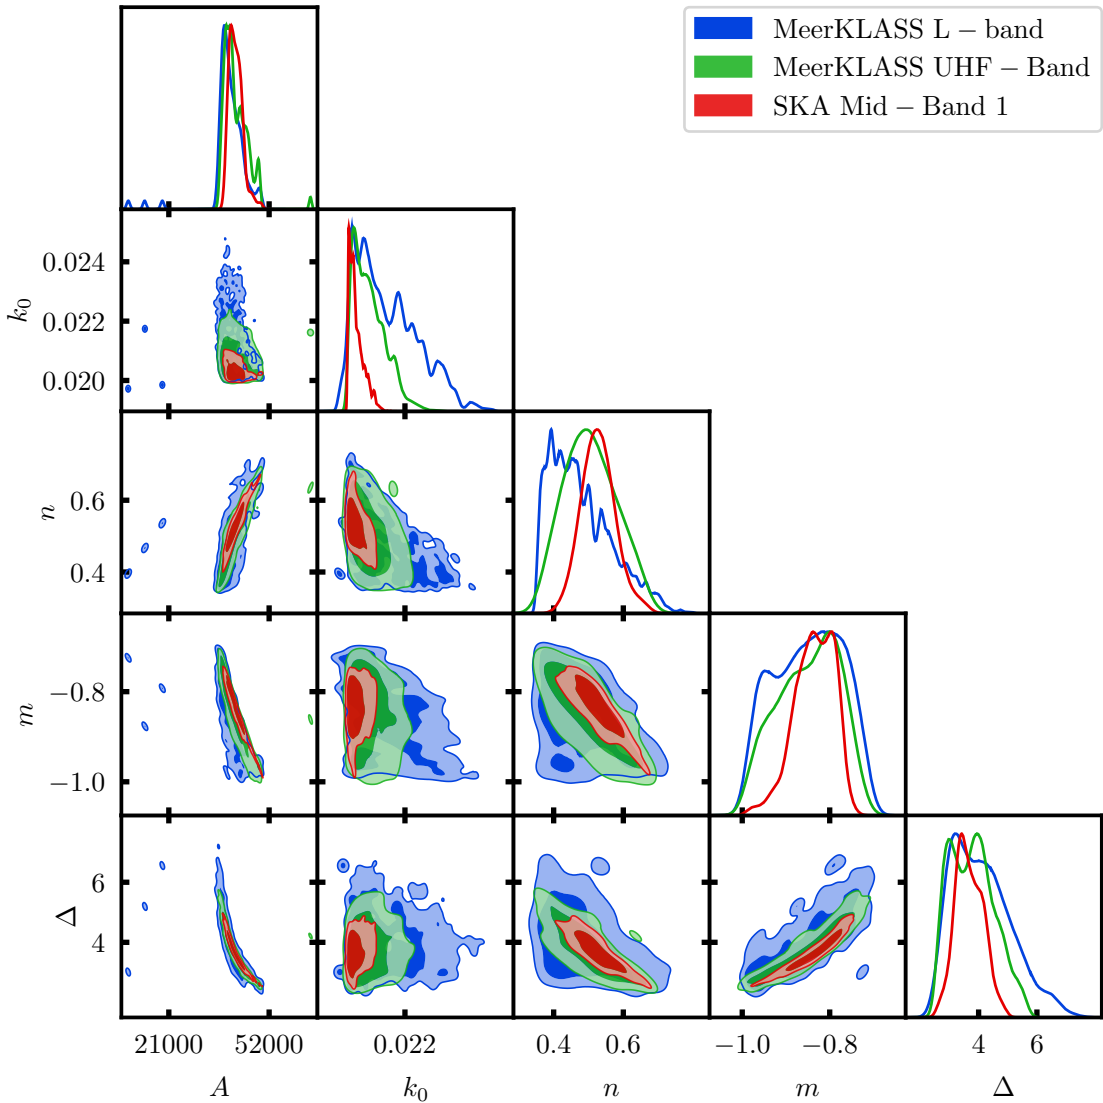 MeerKLASS L − band
MeerKLASS UHF − Band
SKA Mid − Band 1
0.024
0.022
0.020
k₀
0.6
0.4
n
−0.8
−1.0
m
6
4
Δ
21000 52000 0.022 0.4 0.6 −1.0 −0.8 4 6
A k₀ n m Δ